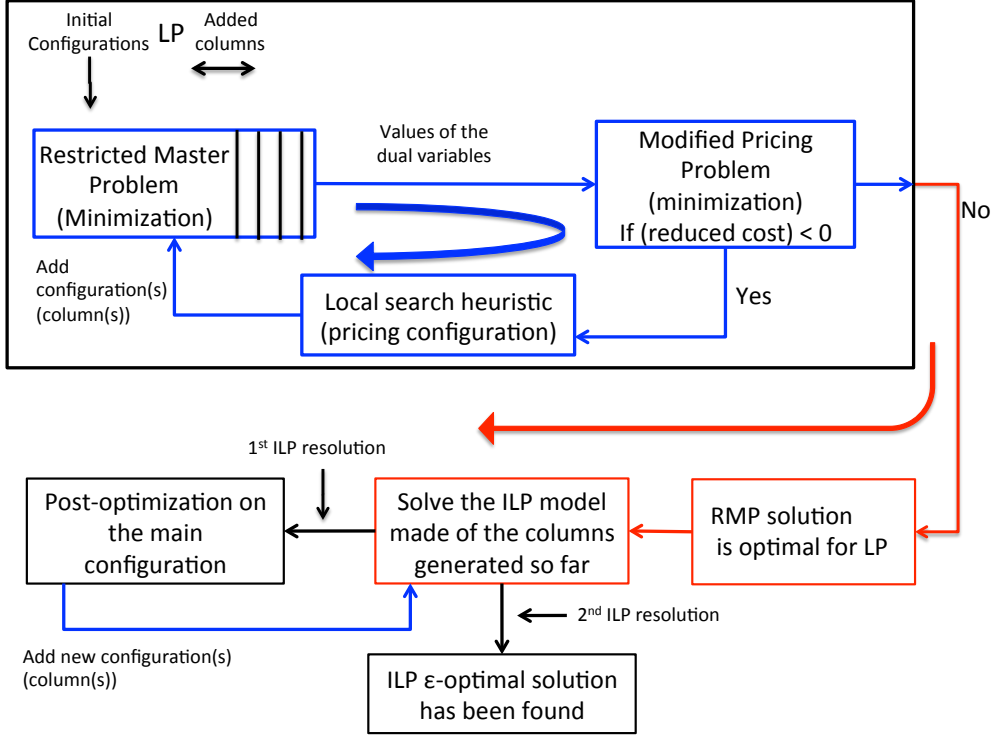 Initial
Configurations
LP
Added
columns
Restricted Master
Problem
(Minimization)
Values of the
dual variables
Modified Pricing
Problem
(minimization)
If (reduced cost) < 0
No
Add
configuration(s)
(column(s))
Local search heuristic
(pricing configuration)
Yes
1st ILP resolution
Post-optimization on
the main
configuration
Solve the ILP model
made of the columns
generated so far
RMP solution
is optimal for LP
2nd ILP resolution
Add new configuration(s)
(column(s))
ILP ε-optimal solution
has been found